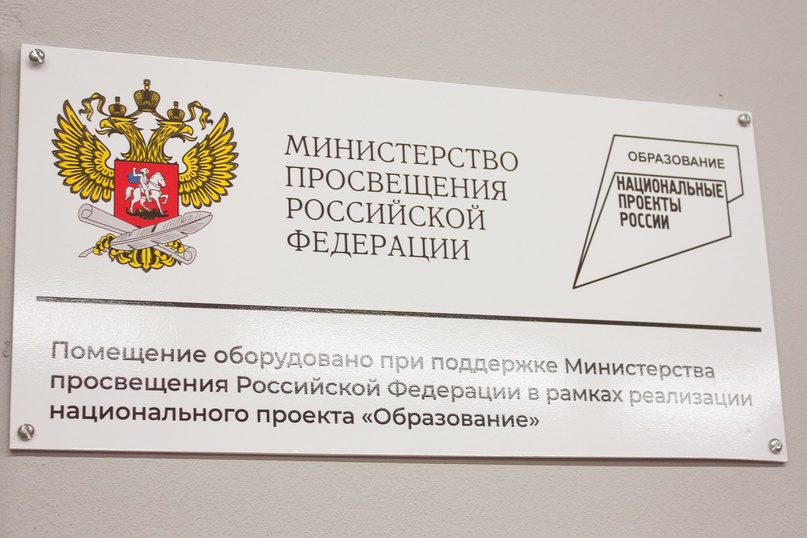 МИНИСТЕРСТВО
ПРОСВЕЩЕНИЯ
РОССИЙСКОЙ
ФЕДЕРАЦИИ
ОБРАЗОВАНИЕ
НАЦИОНАЛЬНЫЕ
ПРОЕКТЫ
РОССИИ
Помещение оборудовано при поддержке Министерства
просвещения Российской Федерации в рамках реализации
национального проекта «Образование»